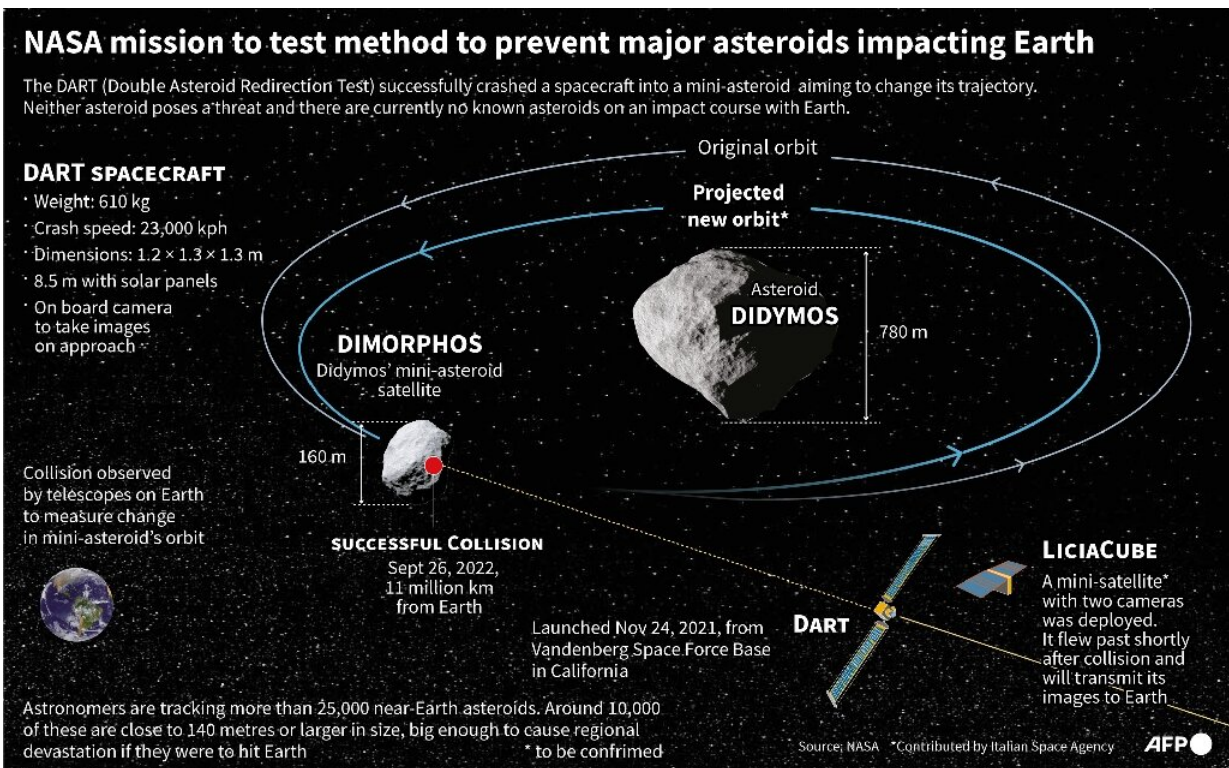 NASA mission to test method to prevent major asteroids impacting Earth
The DART (Double Asteroid Redirection Test) successfully crashed a spacecraft into a mini-asteroid aiming to change its trajectory.
Neither asteroid poses a threat and there are currently no known asteroids on an impact course with Earth.
Original orbit
Projected
new orbit*
DART SPACECRAFT
· Weight: 610 kg
· Crash speed: 23,000 kph
· Dimensions: 1.2 × 1.3 × 1.3 m
· 8.5 m with solar panels
· On board camera
to take images
on approach
Asteroid
DIDYMOS
780 m
DIMORPHOS
Didymos' mini-asteroid
satellite
160 m
Collision observed
by telescopes on Earth
to measure change
in mini-asteroid's orbit
SUCCESSFUL COLLISION
Sept 26, 2022,
11 million km
from Earth
Launched Nov 24, 2021, from
Vandenberg Space Force Base
in California
DART
LICIACUBE
A mini-satellite*
with two cameras
was deployed.
It flew past shortly
after collision and
will transmit its
images to Earth
Astronomers are tracking more than 25,000 near-Earth asteroids. Around 10,000
of these are close to 140 metres or larger in size, big enough to cause regional
devastation if they were to hit Earth
* to be confrimed
Source; NASA *Contributed by Italian Space Agency
AFP